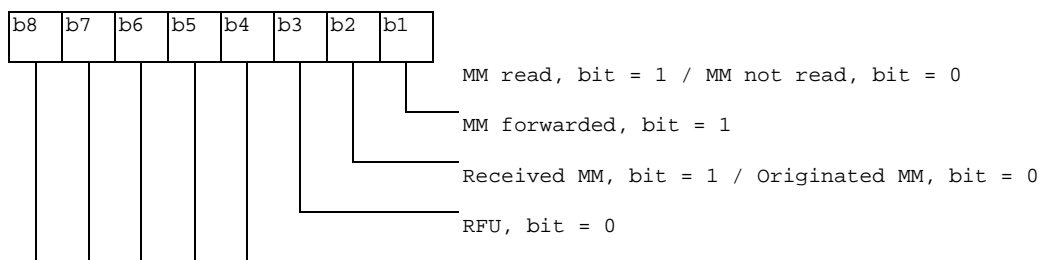 b8 b7 b6 b5 b4 b3 b2 b1
MM read, bit = 1 / MM not read, bit = 0
MM forwarded, bit = 1
Received MM, bit = 1 / Originated MM, bit = 0
RFU, bit = 0